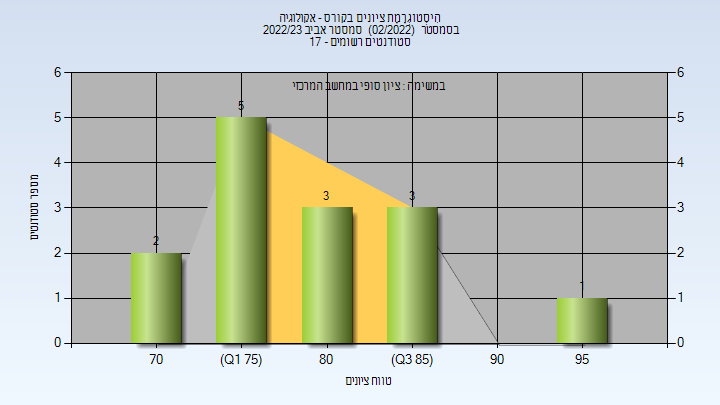 היסטוגרמת ציונים בקורס - אקולוגיה
בסמסטר (02/2022) סמסטר אביב 2022/23
סטודנטים רשומים - 17
במשימה : ציון סופי במחשב המרכזי
מספר סטודנטים
6 6
5 5
4 4
3 3
2 2
1 1
0 0
2 5 3 3 1
70 (Q1 75) 80 (Q3 85) 90 95
טווח ציונים